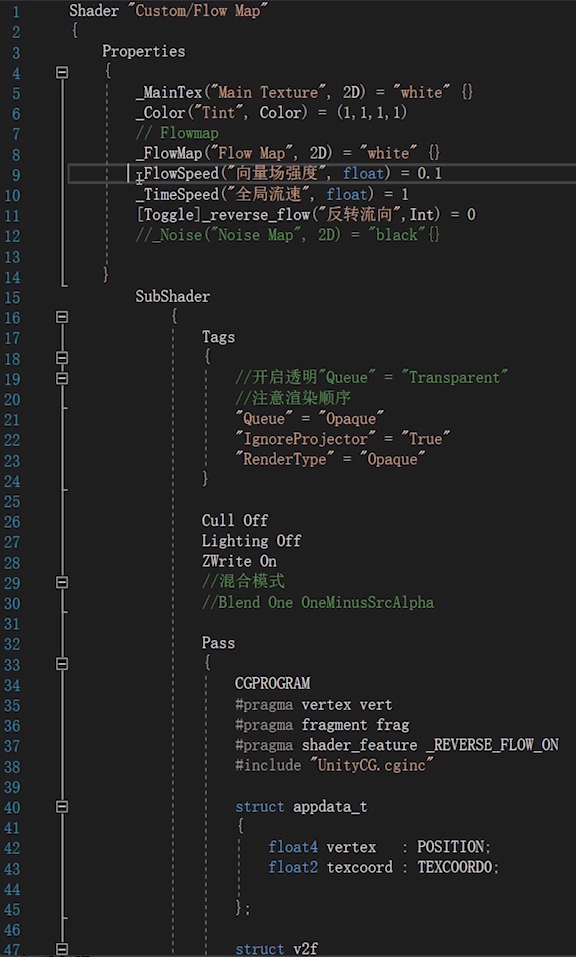 1 Shader "Custom/Flow Map"
2 {
3 Properties
4 {
5 _MainTex("Main Texture", 2D) = "white" {}
6 _Color("Tint", Color) = (1,1,1,1)
7 // Flowmap
8 _FlowMap("Flow Map", 2D) = "white" {}
9 _FlowSpeed("向量场强度", float) = 0.1
10 _TimeSpeed("全局流速", float) = 1
11 [Toggle]_reverse_flow("反转流向",Int) = 0
12 //_Noise("Noise Map", 2D) = "black"{}
13
14 }
15 SubShader
16 {
17 Tags
18 {
19 //开启透明"Queue" = "Transparent"
20 //注意渲染顺序
21 "Queue" = "Opaque"
22 "IgnoreProjector" = "True"
23 "RenderType" = "Opaque"
24 }
25
26 Cull Off
27 Lighting Off
28 ZWrite On
29 //混合模式
30 //Blend One OneMinusSrcAlpha
31
32 Pass
33 {
34 CGPROGRAM
35 #pragma vertex vert
36 #pragma fragment frag
37 #pragma shader_feature _REVERSE_FLOW_ON
38 #include "UnityCG.cginc"
39
40 struct appdata_t
41 {
42 float4 vertex : POSITION;
43 float2 texcoord : TEXCOORD0;
44
45 };
46
47 struct v2f